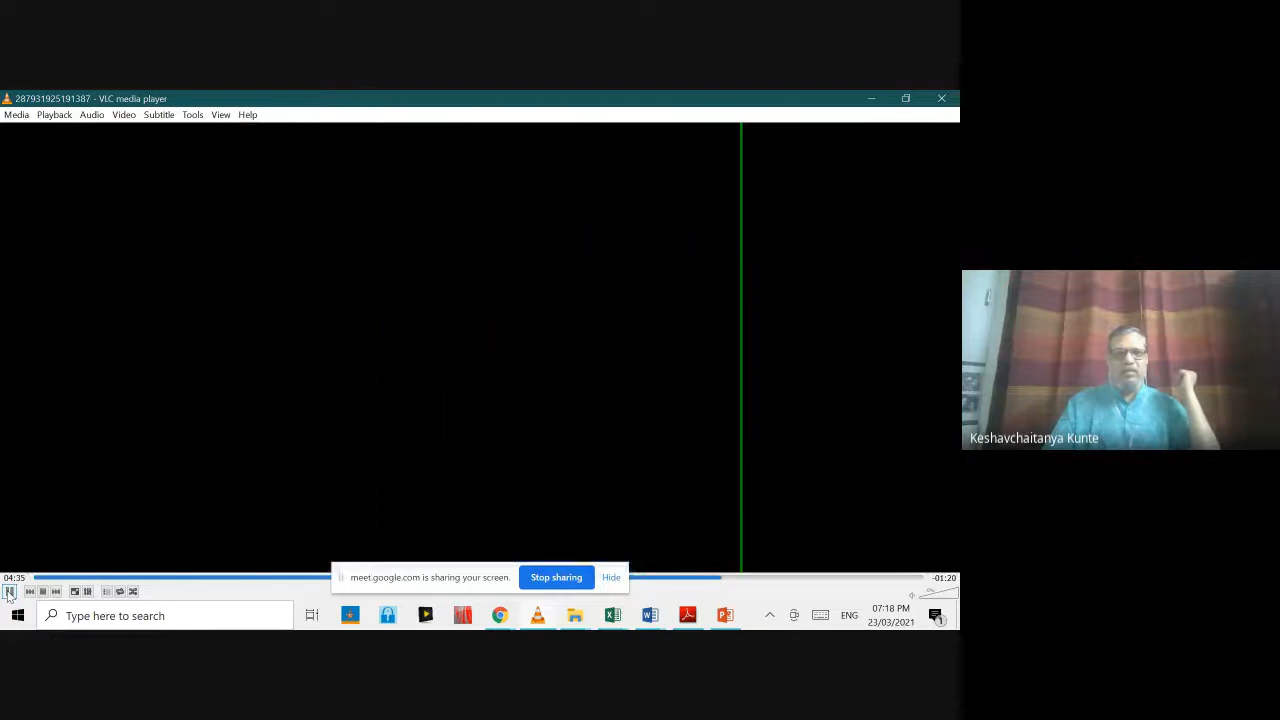 287931925191387 - VLC media player
Media Playback Audio Video Subtitle Tools View Help
Keshavchaitanya Kunte
04:35
meet.google.com is sharing your screen. Stop sharing Hide
-01:20
0%
Type here to search
ENG
07:18 PM
23/03/2021
1